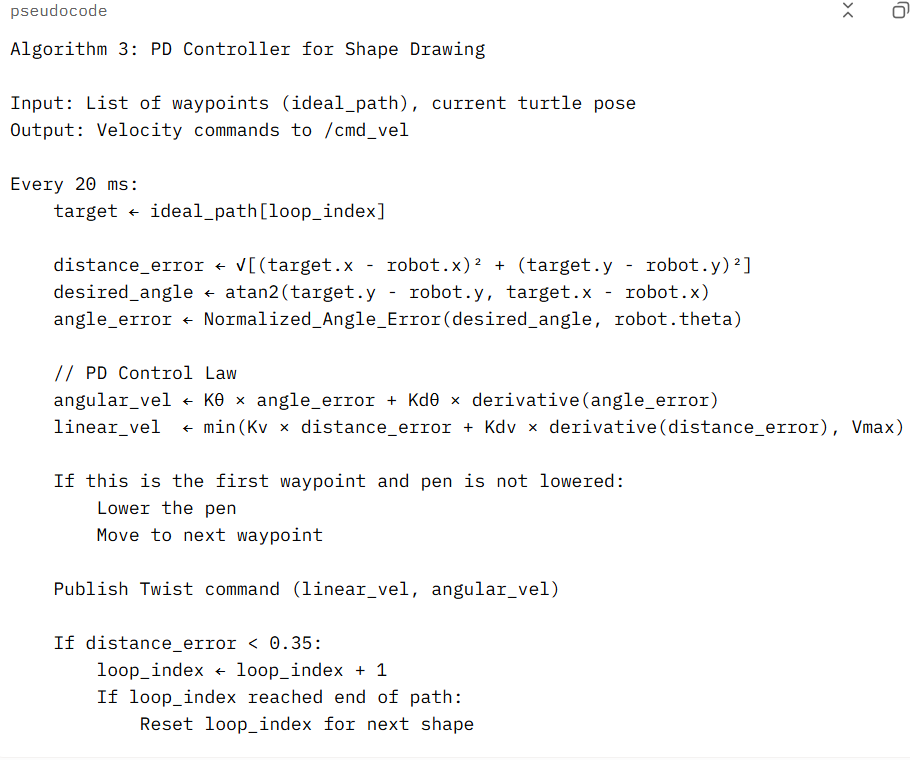 pseudocode
Algorithm 3: PD Controller for Shape Drawing
Input: List of waypoints (ideal_path), current turtle pose
Output: Velocity commands to /cmd_vel
Every 20 ms:
target ← ideal_path[loop_index]
distance_error ← √[(target.x - robot.x)² + (target.y - robot.y)²]
desired_angle ← atan2(target.y - robot.y, target.x - robot.x)
angle_error ← Normalized_Angle_Error(desired_angle, robot.theta)
// PD Control Law
angular_vel ← Kθ × angle_error + Kdθ × derivative(angle_error)
linear_vel  ← min(Kv × distance_error + Kdv × derivative(distance_error), Vmax)
If this is the first waypoint and pen is not lowered:
Lower the pen
Move to next waypoint
Publish Twist command (linear_vel, angular_vel)
If distance_error < 0.35:
loop_index ← loop_index + 1
If loop_index reached end of path:
Reset loop_index for next shape